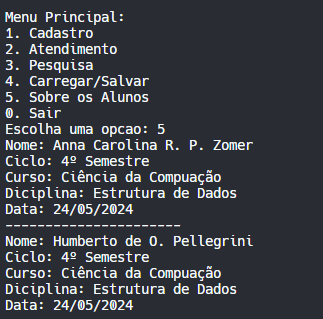 Menu Principal:
1. Cadastro
2. Atendimento
3. Pesquisa
4. Carregar/Salvar
5. Sobre os Alunos
0. Sair
Escolha uma opcao: 5
Nome: Anna Carolina R. P. Zomer
Ciclo: 4º Semestre
Curso: Ciência da Compuação
Diciplina: Estrutura de Dados
Data: 24/05/2024
----------------------
Nome: Humberto de O. Pellegrini
Ciclo: 4º Semestre
Curso: Ciência da Compuação
Diciplina: Estrutura de Dados
Data: 24/05/2024